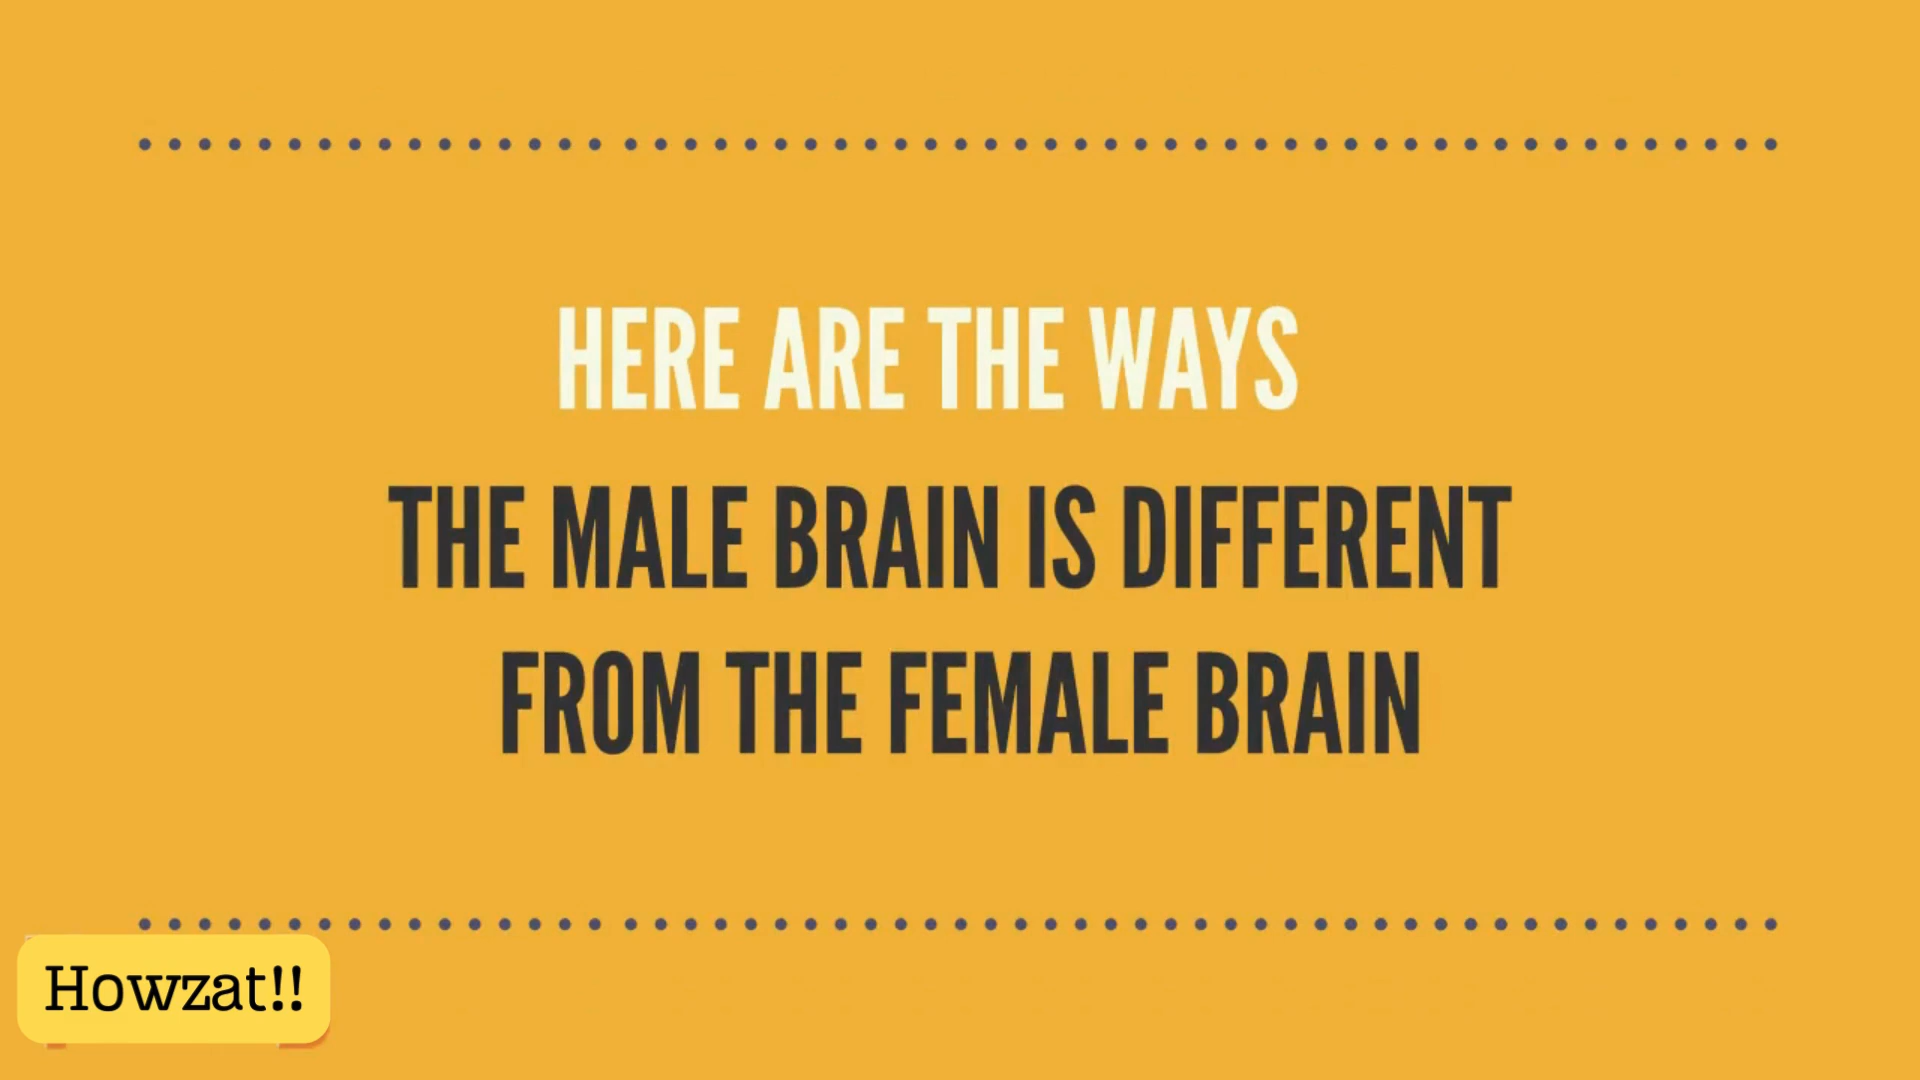 HERE ARE THE WAYS
THE MALE BRAIN IS DIFFERENT
FROM THE FEMALE BRAIN
Howzat!!